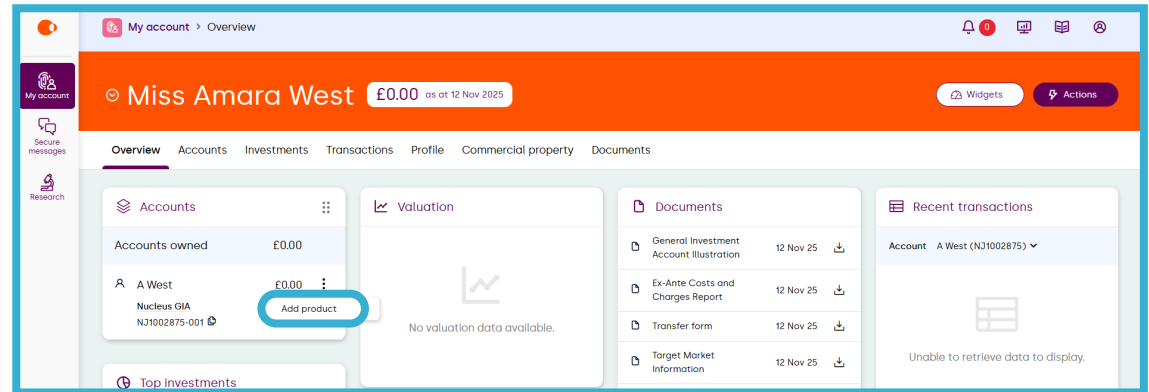 My account > Overview
0
My account
Secure
messages
Research
Miss Amara West
£0.00 as at 12 Nov 2025
Widgets
Actions
Overview Accounts Investments Transactions Profile Commercial property Documents
Accounts
Accounts owned £0.00
A West £0.00
Nucleus GIA
NJ1002875-001
Add product
Top investments
Valuation
No valuation data available.
Documents
General Investment
Account Illustration
12 Nov 25
Ex-Ante Costs and
Charges Report
12 Nov 25
Transfer form 12 Nov 25
Target Market
Information
12 Nov 25
Recent transactions
Account A West (NJ1002875)
Unable to retrieve data to display.